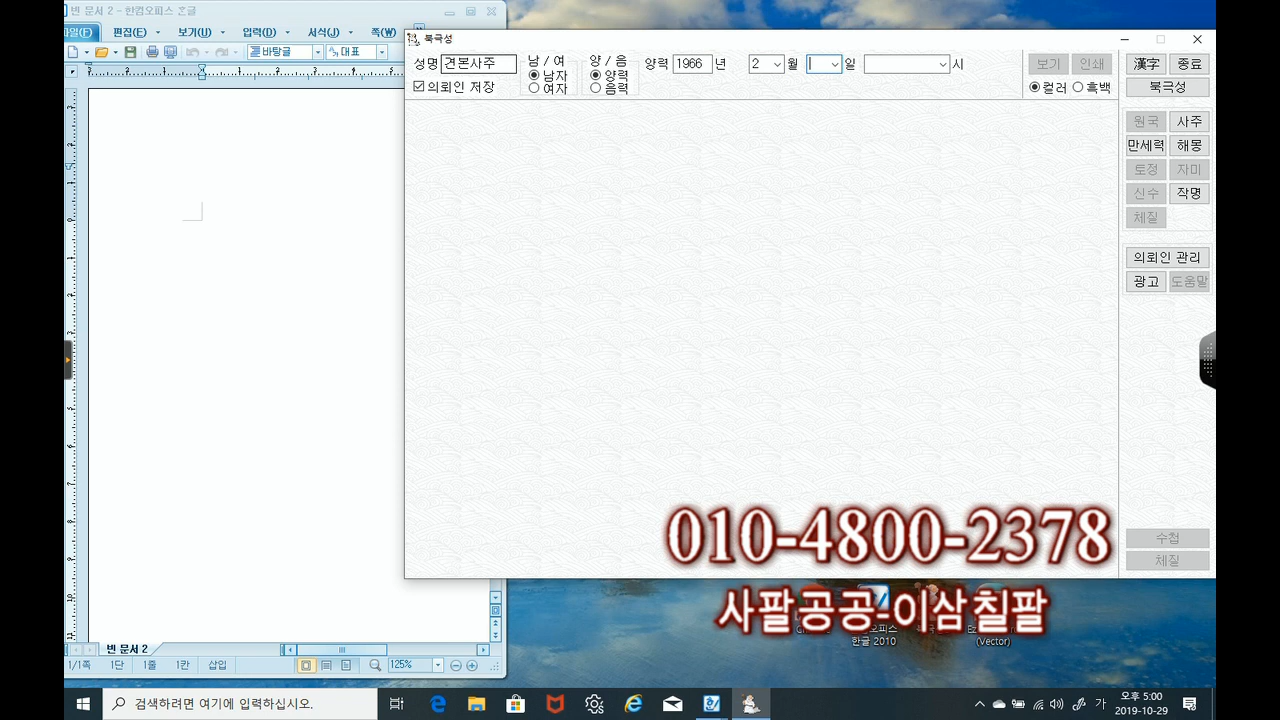 빈 문서 2 - 한컴오피스 한글
파일(F) 편집(E) 보기(U) 입력(D) 서식(J) 쪽(W)
바탕글 대표
북극성
성명 견본사주 남 / 여 남자 여자 양 / 음 양력 음력 양력 1966 년 2 월 일 시
의뢰인 저장
보기 인쇄
컬러 흑백
漢字 종료
북극성
원국 사주
만세력 해몽
토정 자미
신수 작명
체질
의뢰인 관리
광고 도움말
수첩
체질
010-4800-2378
사팔공공-이삼칠팔
한글 2010
(Vector)
빈 문서 2
1/1쪽 1단 1줄 1칸 삽입 125%
검색하려면 여기에 입력하십시오.
가
오후 5:00
2019-10-29